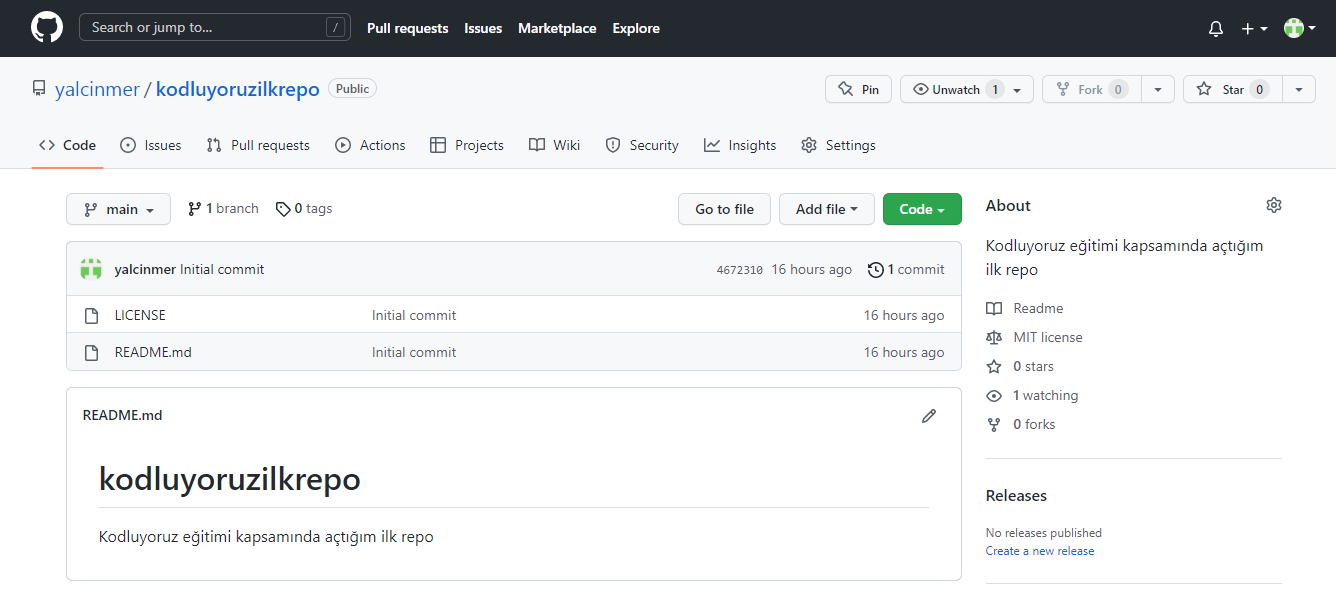 Search or jump to... /
Pull requests Issues Marketplace Explore
yalcinmer / kodluyoruzilkrepo Public
Pin Unwatch 1 Fork 0 Star 0
Code Issues Pull requests Actions Projects Wiki Security Insights Settings
main 1 branch 0 tags
Go to file Add file Code
yalcinmer Initial commit 4672310 16 hours ago 1 commit
LICENSE Initial commit 16 hours ago
README.md Initial commit 16 hours ago
README.md
kodluyoruzilkrepo
Kodluyoruz eğitimi kapsamında açtığım ilk repo
About
Kodluyoruz eğitimi kapsamında açtığım
ilk repo
Readme
MIT license
0 stars
1 watching
0 forks
Releases
No releases published
Create a new release